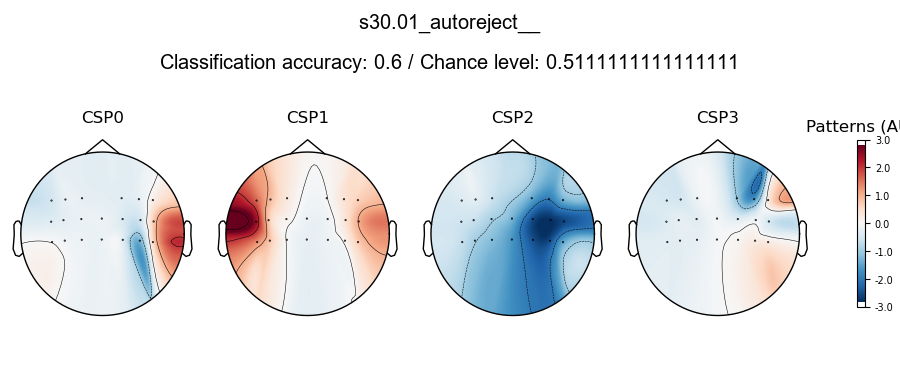 s30.01_autoreject__
Classification accuracy: 0.6 / Chance level: 0.5111111111111111
CSP0 CSP1 CSP2 CSP3
Patterns (AU
3.0
2.0
1.0
0.0
-1.0
-2.0
-3.0